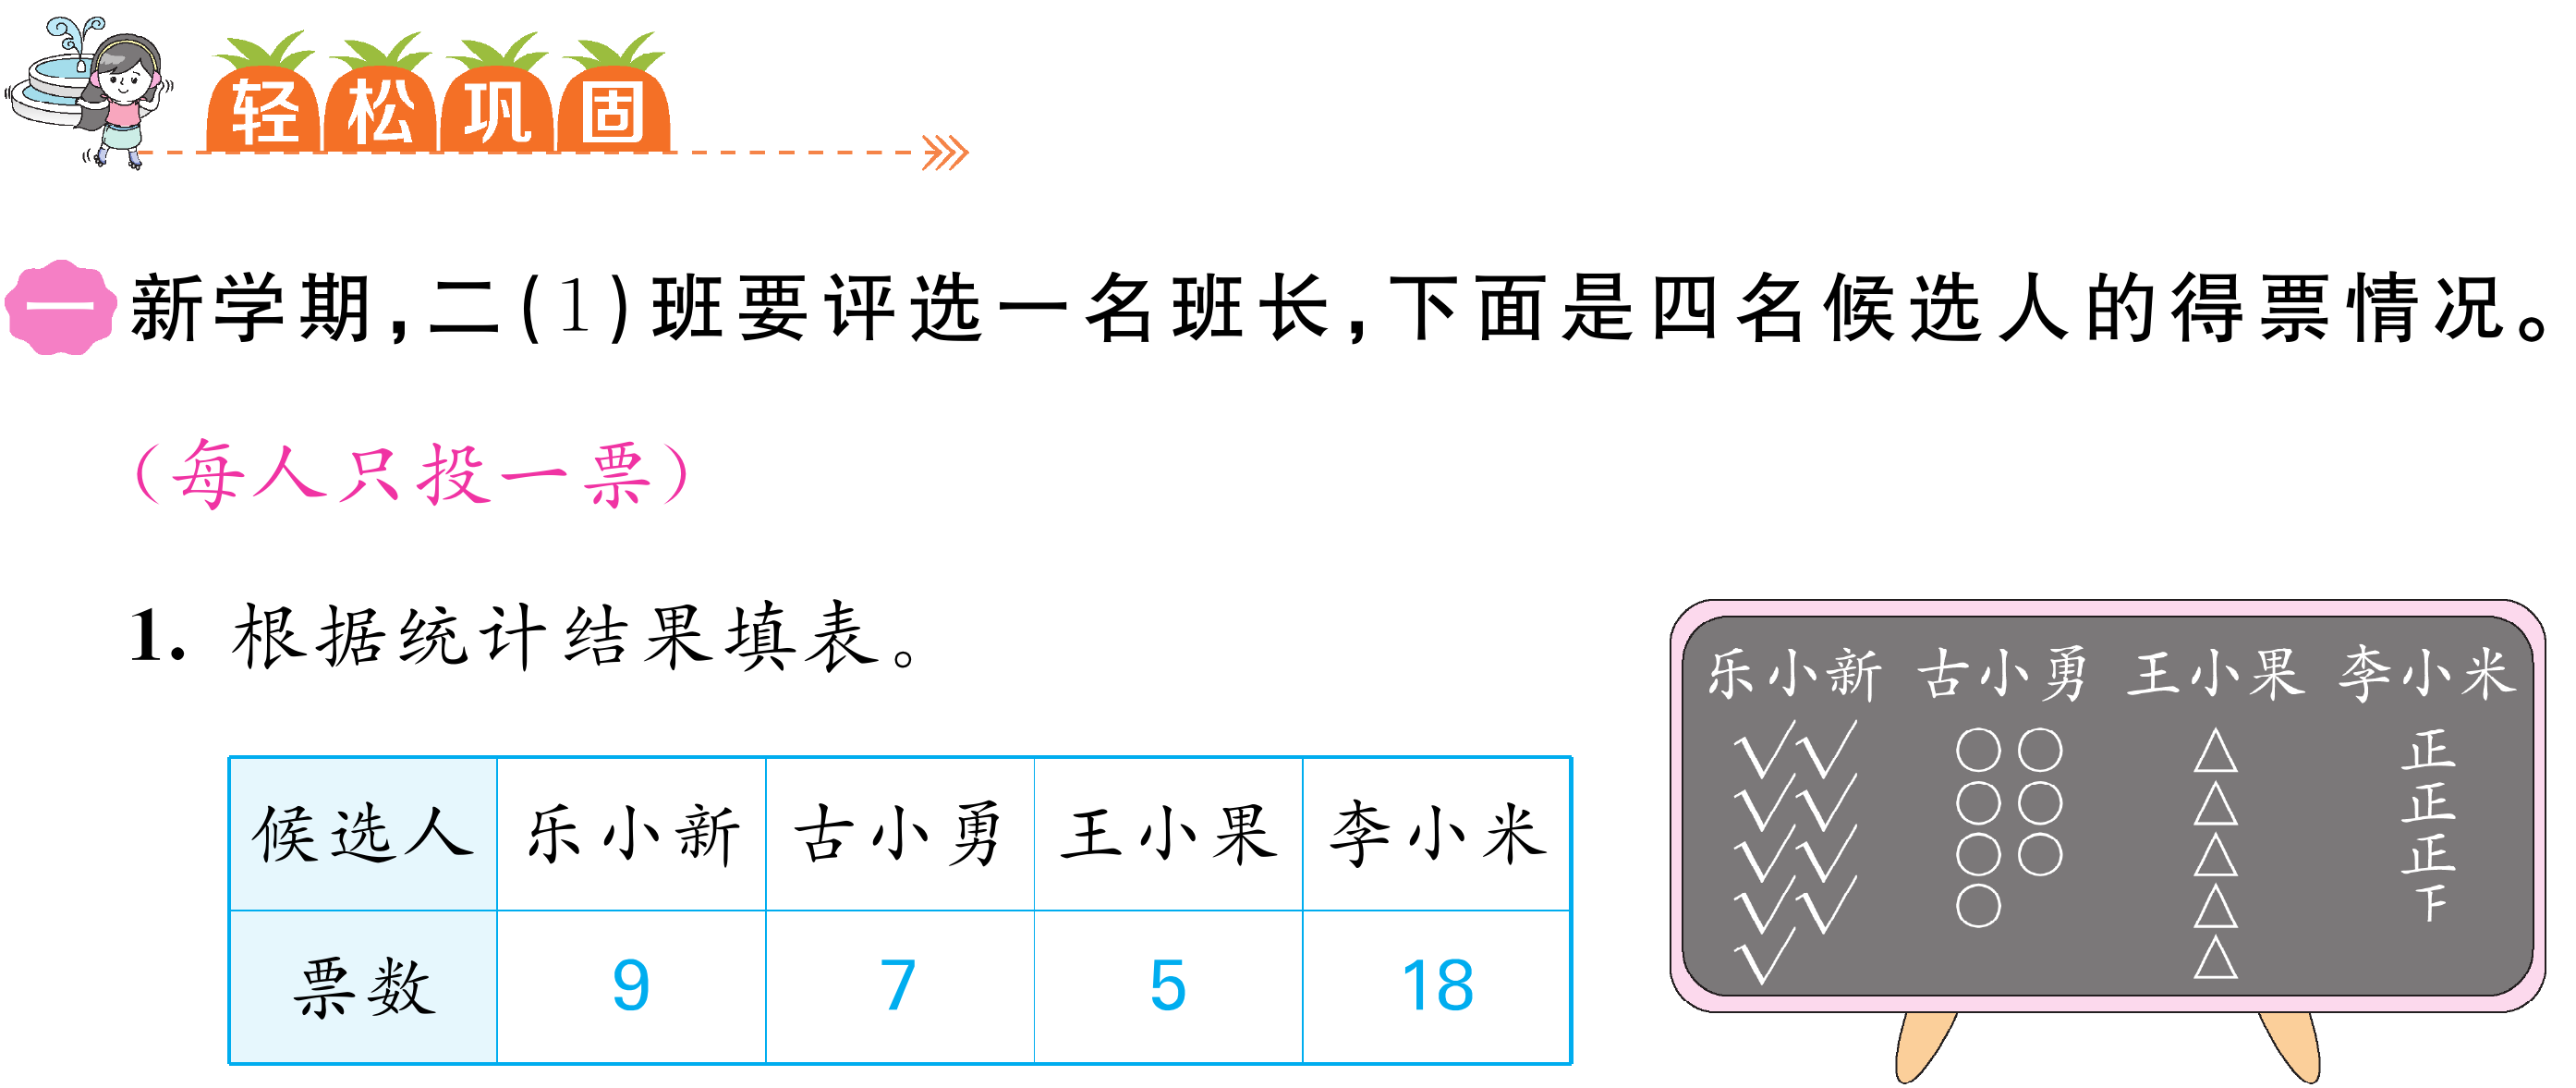 轻松巩固
一 新学期,二(1)班要评选一名班长,下面是四名候选人的得票情况。
(每人只投一票)
1. 根据统计结果填表。
候选人 乐小新 古小勇 王小果 李小米
票数 9 7 5 18
乐小新 古小勇 王小果 李小米
√√ ○○ △ 正
√√ ○○ △ 正
√√ ○○ △ 正
√√ ○ △ 下
√ △